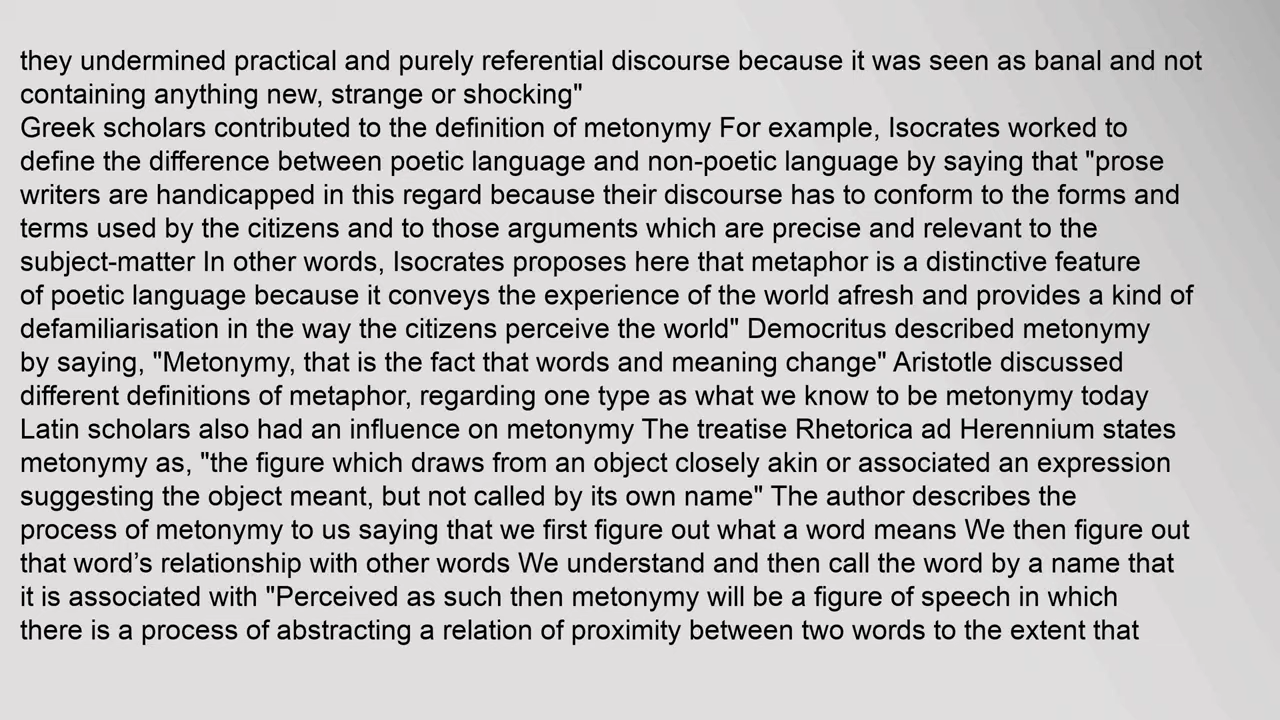 they undermined practical and purely referential discourse because it was seen as banal and not
containing anything new, strange or shocking"
Greek scholars contributed to the definition of metonymy For example, Isocrates worked to
define the difference between poetic language and non-poetic language by saying that "prose
writers are handicapped in this regard because their discourse has to conform to the forms and
terms used by the citizens and to those arguments which are precise and relevant to the
subject-matter In other words, Isocrates proposes here that metaphor is a distinctive feature
of poetic language because it conveys the experience of the world afresh and provides a kind of
defamiliarisation in the way the citizens perceive the world" Democritus described metonymy
by saying, "Metonymy, that is the fact that words and meaning change" Aristotle discussed
different definitions of metaphor, regarding one type as what we know to be metonymy today
Latin scholars also had an influence on metonymy The treatise Rhetorica ad Herennium states
metonymy as, "the figure which draws from an object closely akin or associated an expression
suggesting the object meant, but not called by its own name" The author describes the
process of metonymy to us saying that we first figure out what a word means We then figure out
that word’s relationship with other words We understand and then call the word by a name that
it is associated with "Perceived as such then metonymy will be a figure of speech in which
there is a process of abstracting a relation of proximity between two words to the extent that